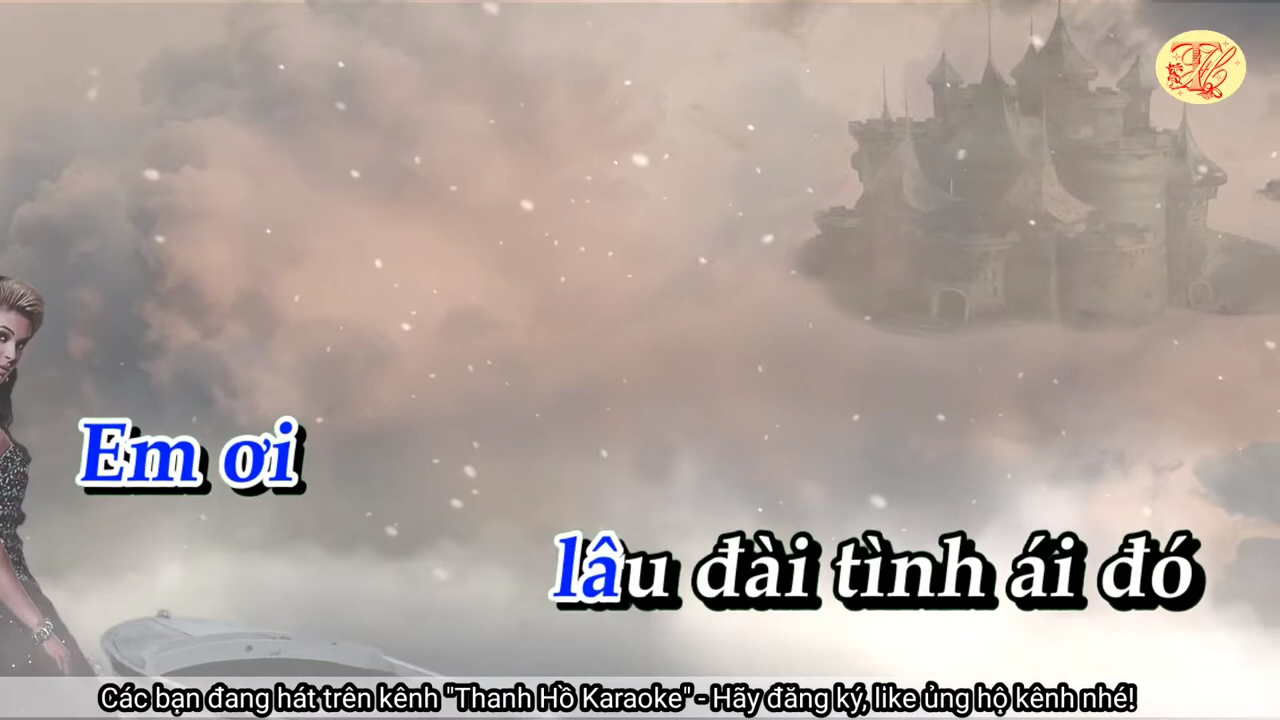 Em ơi
lâu đài tình ái đó
Các bạn đang hát trên kênh "Thanh Hồ Karaoke" - Hãy đăng ký, like ủng hộ kênh nhé!